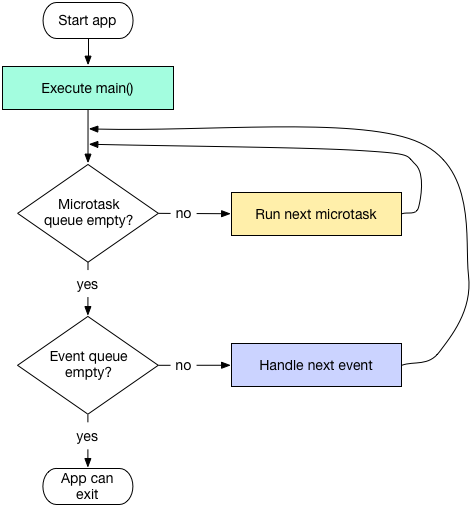 Start app
Execute main()
Microtask
queue empty?
no
Run next microtask
yes
Event queue
empty?
no
Handle next event
yes
App can
exit